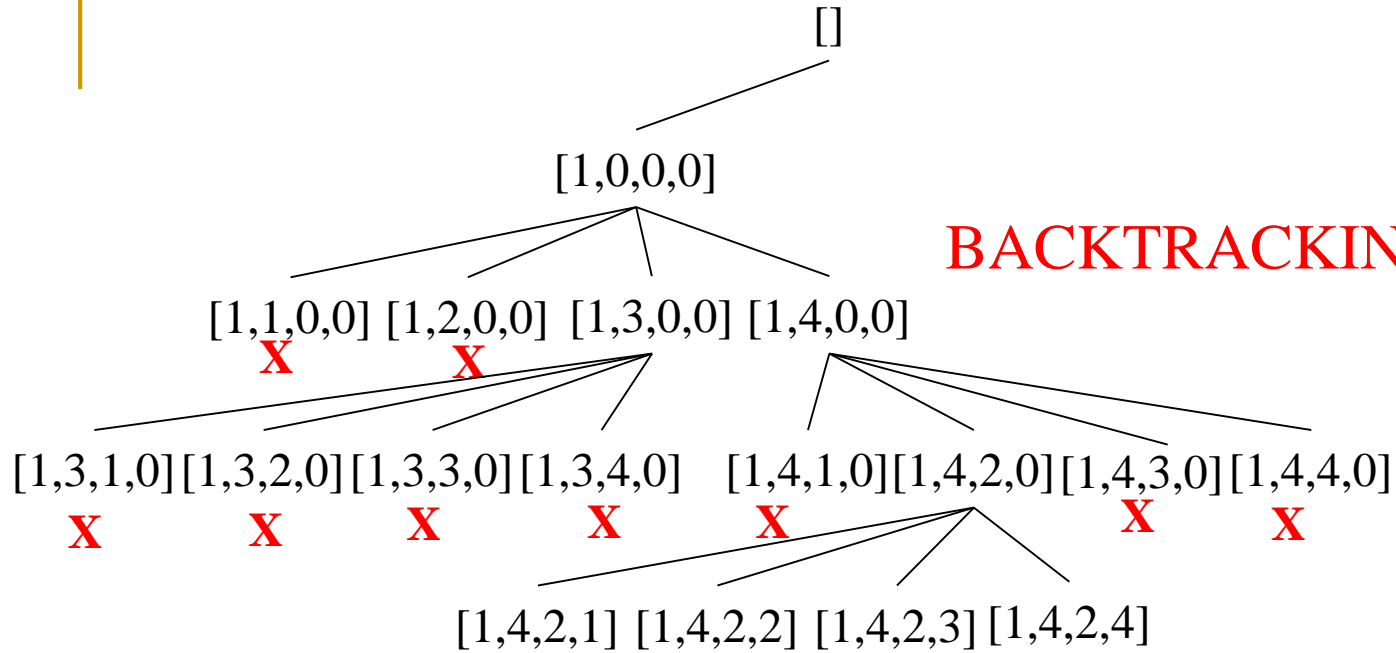 []
[1,0,0,0]
BACKTRACKIN
[1,1,0,0] [1,2,0,0] [1,3,0,0] [1,4,0,0]
X X
[1,3,1,0] [1,3,2,0] [1,3,3,0] [1,3,4,0] [1,4,1,0] [1,4,2,0] [1,4,3,0] [1,4,4,0]
X X X X X X X
[1,4,2,1] [1,4,2,2] [1,4,2,3] [1,4,2,4]